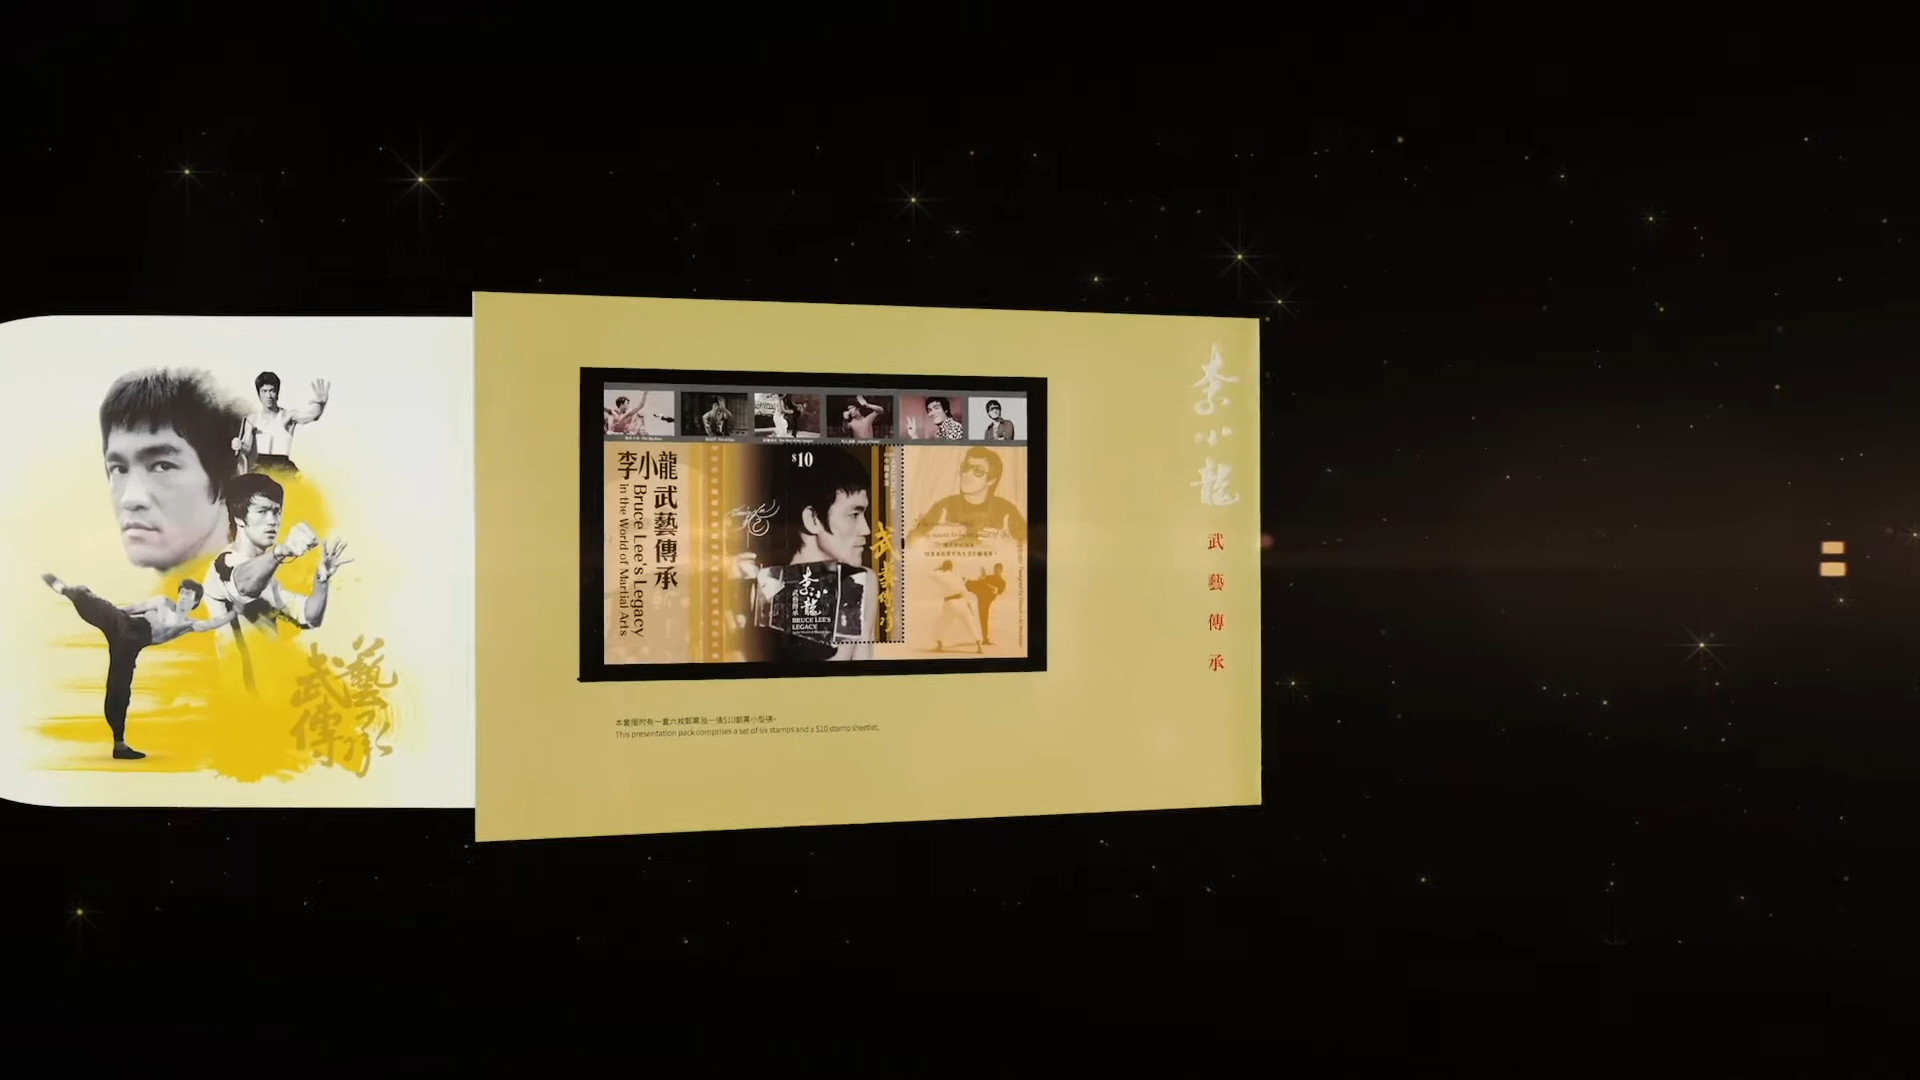 武藝傳承
李小龍
武藝傳承
Bruce Lee's Legacy
in the World of Martial Arts
$10
武藝傳承
李小龍
武藝傳承
BRUCE LEE'S
LEGACY
李小龍
武藝傳承
本套摺附有一套六枚郵票及一張$10郵票小型張。
This presentation pack comprises a set of six stamps and a $10 stamp sheetlet.